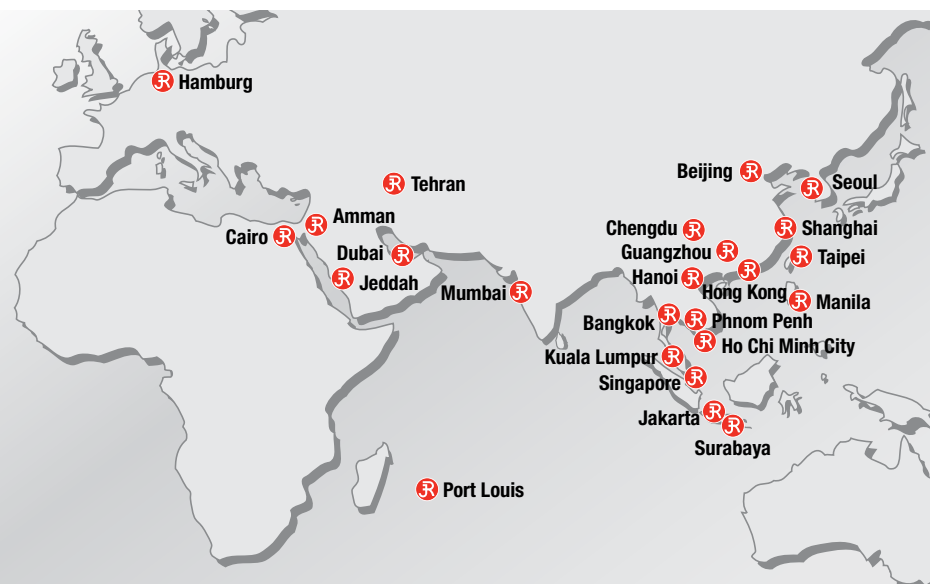 Hamburg
Tehran
Beijing
Seoul
Amman
Cairo
Chengdu
Shanghai
Guangzhou
Dubai
Taipei
Hanoi
Jeddah
Mumbai
Hong Kong
Manila
Bangkok
Phnom Penh
Ho Chi Minh City
Kuala Lumpur
Singapore
Jakarta
Surabaya
Port Louis